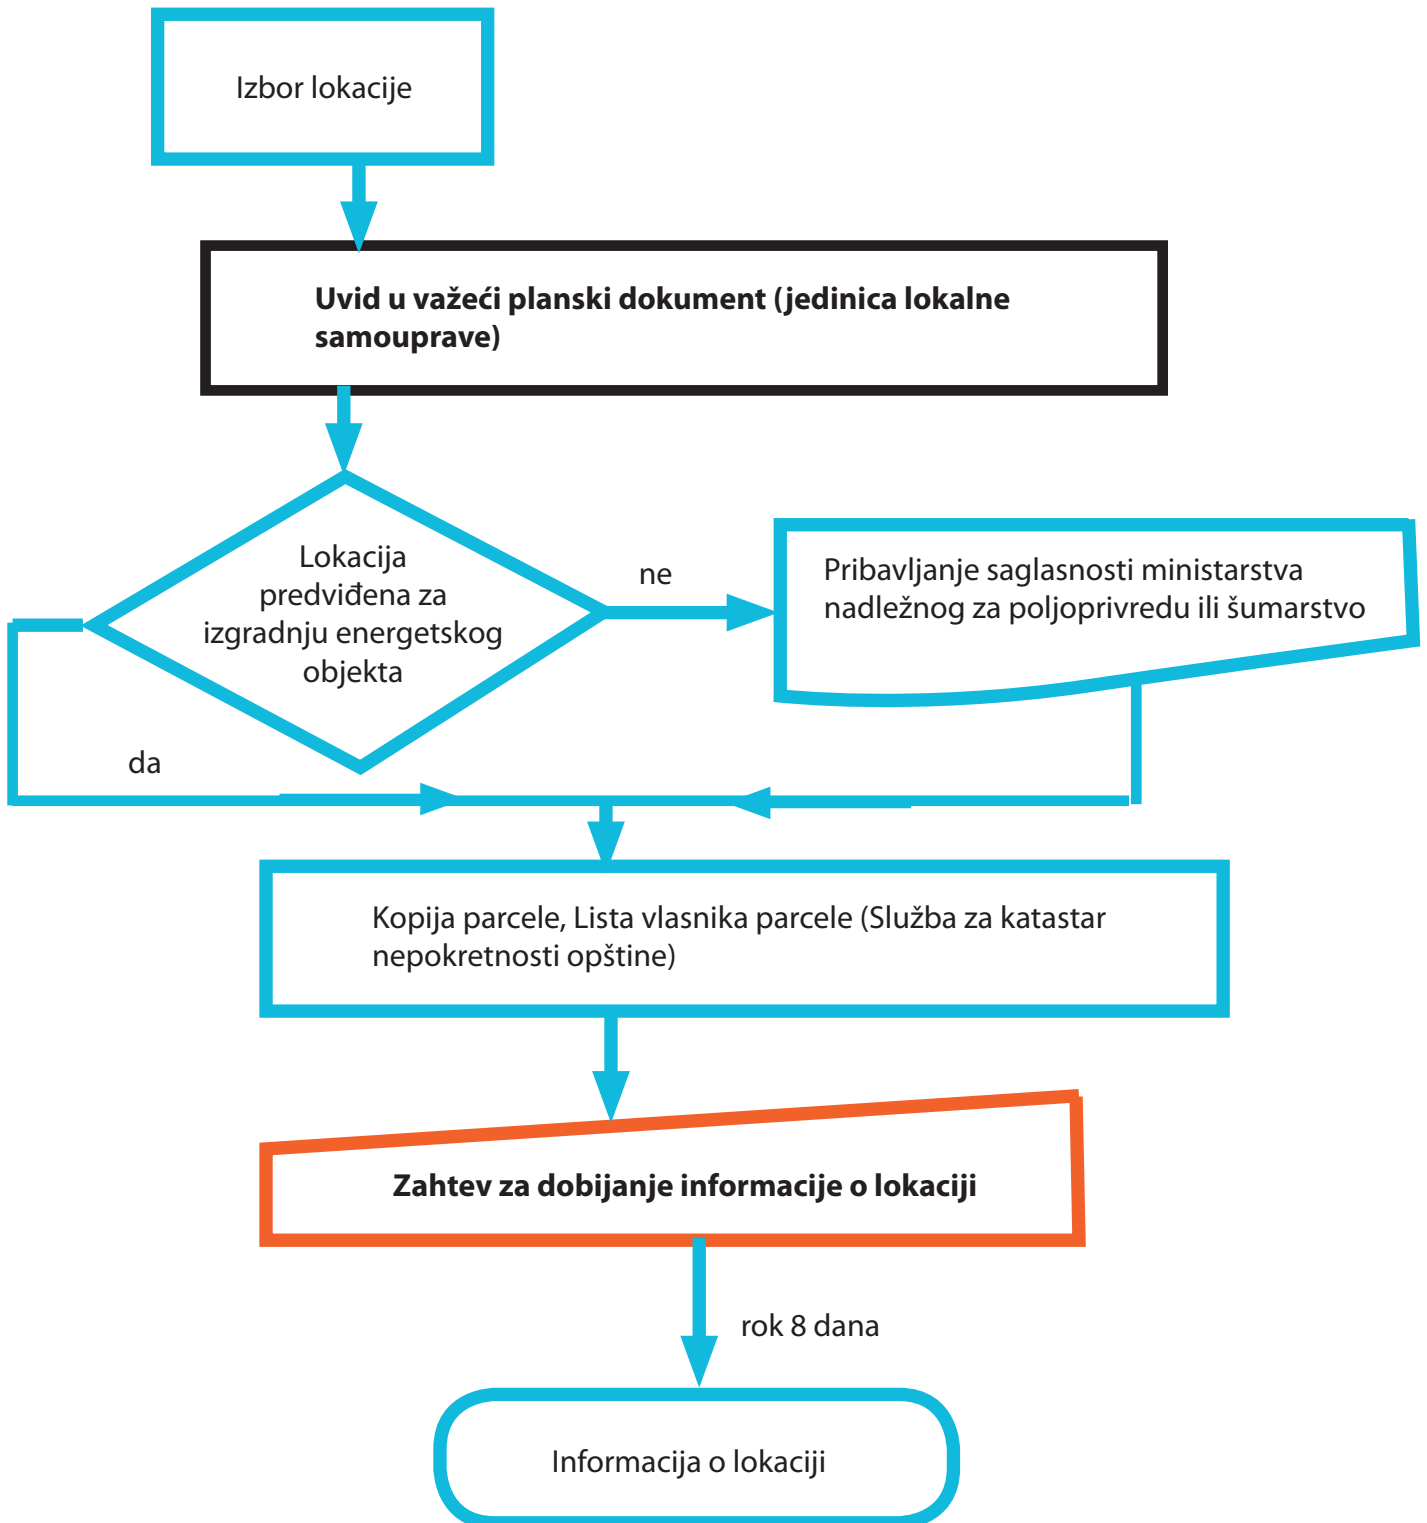 Izbor lokacije
Uvid u važeći planski dokument (jedinica lokalne
samouprave)
Lokacija
predviđena za
izgradnju energetskog
objekta
ne
Pribavljanje saglasnosti ministarstva
nadležnog za poljoprivredu ili šumarstvo
da
Kopija parcele, Lista vlasnika parcele (Služba za katastar
nepokretnosti opštine)
Zahtev za dobijanje informacije o lokaciji
rok 8 dana
Informacija o lokaciji